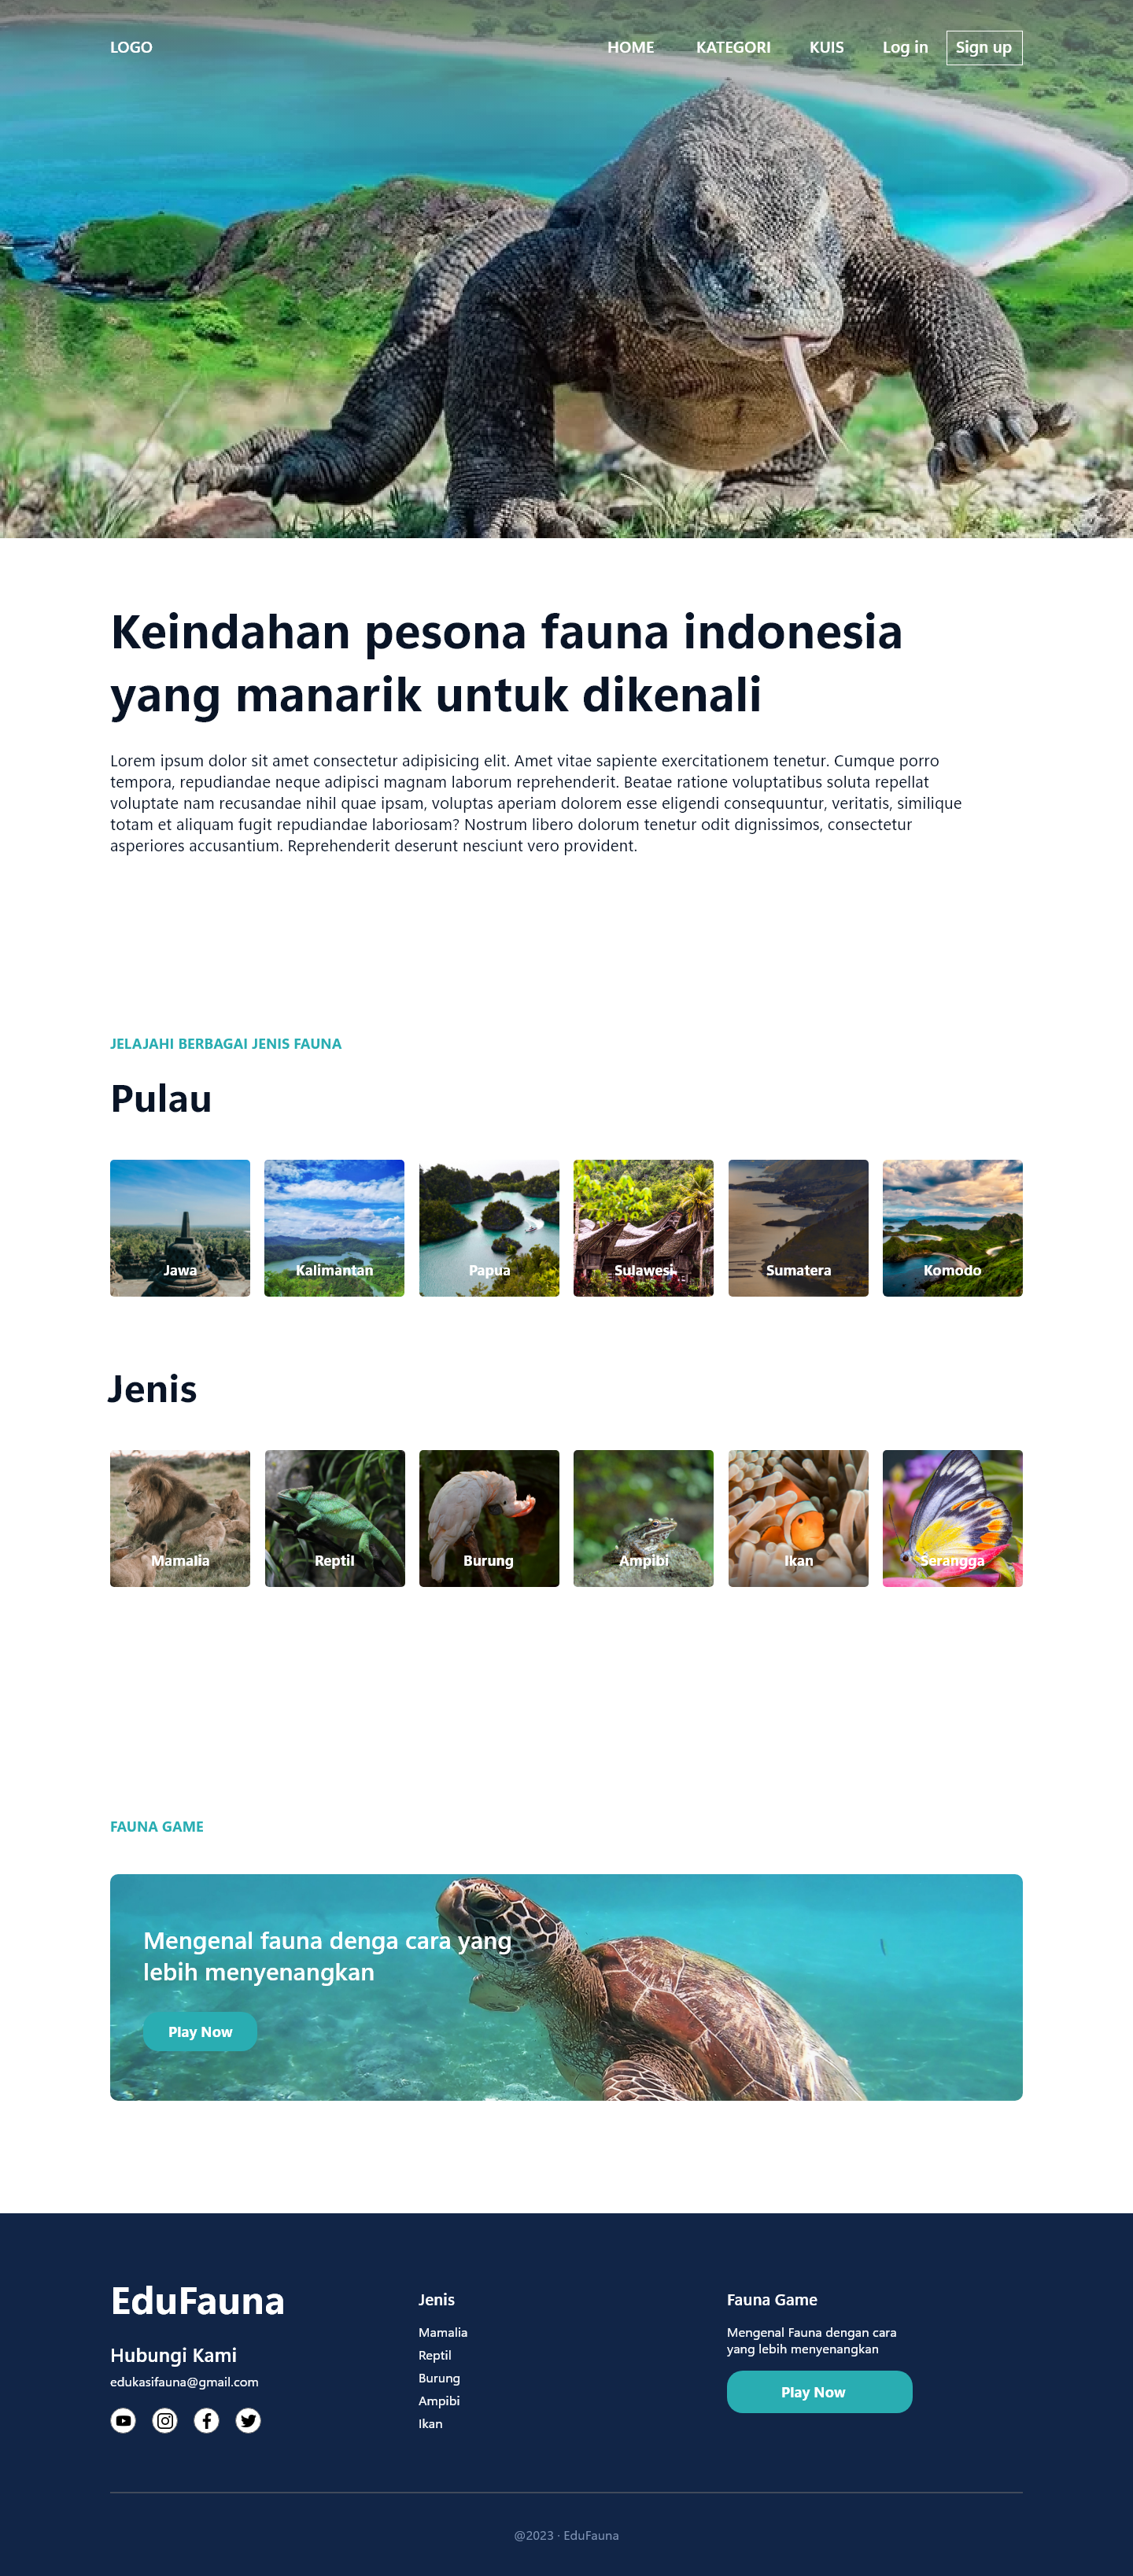 LOGO
HOME
KATEGORI
KUIS
Log in
Sign up
Keindahan pesona fauna indonesia
yang manarik untuk dikenali
Lorem ipsum dolor sit amet consectetur adipisicing elit. Amet vitae sapiente exercitationem tenetur. Cumque porro
tempora, repudiandae neque adipisci magnam laborum reprehenderit. Beatae ratione voluptatibus soluta repellat
voluptate nam recusandae nihil quae ipsam, voluptas aperiam dolorem esse eligendi consequuntur, veritatis, similique
totam et aliquam fugit repudiandae laboriosam? Nostrum libero dolorum tenetur odit dignissimos, consectetur
asperiores accusantium. Reprehenderit deserunt nesciunt vero provident.
JELAJAHI BERBAGAI JENIS FAUNA
Pulau
Jawa
Kalimantan
Papua
Sulawesi
Sumatera
Komodo
Jenis
Mamalia
Reptil
Burung
Ampibi
Ikan
Serangga
FAUNA GAME
Mengenal fauna denga cara yang
lebih menyenangkan
Play Now
EduFauna
Hubungi Kami
edukasifauna@gmail.com
Jenis
Mamalia
Reptil
Burung
Ampibi
Ikan
Fauna Game
Mengenal Fauna dengan cara
yang lebih menyenangkan
Play Now
@2023 · EduFauna